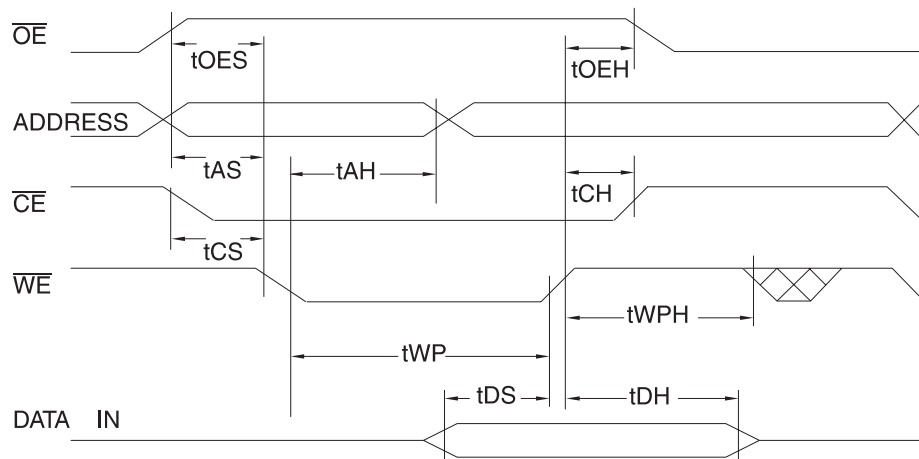 OE
tOES
tOEH
ADDRESS
tAS
tAH
tCH
CE
tCS
WE
tWPH
tWP
tDS
tDH
DATA IN